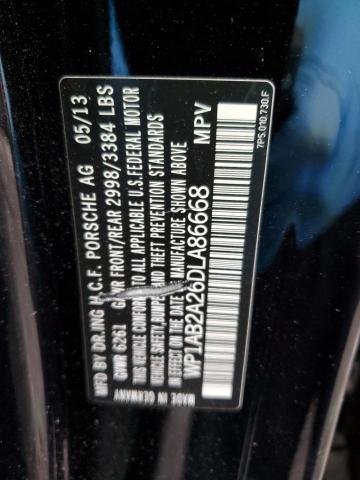 MFD. BY DR.ING H.C.F. PORSCHE AG 05/13
GVWR 6261 GAWR FRONT/REAR 2998/3384 LBS
THIS VEHICLE CONFORMS TO ALL APPLICABLE U.S.FEDERAL MOTOR
VEHICLE SAFETY, BUMPER, AND THEFT PREVENTION STANDARDS
IN EFFECT ON THE DATE OF MANUFACTURE SHOWN ABOVE
WP1AB2A26DLA86668 MPV
MADE IN GERMANY
7P5.010.730.F